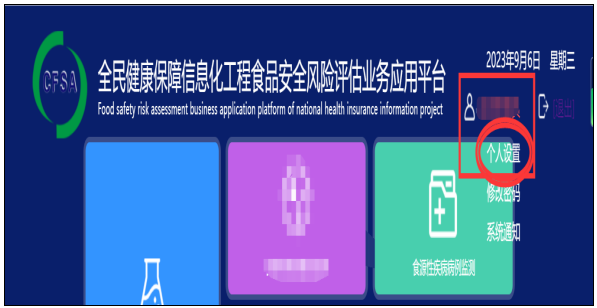 2023年9月6日 星期三
CFSA
全民健康保障信息化工程食品安全风险评估业务应用平台
Food safety risk assessment business application platform of national health insurance information project
[退出]
个人设置
修改密码
系统通知
食源性疾病病例监测